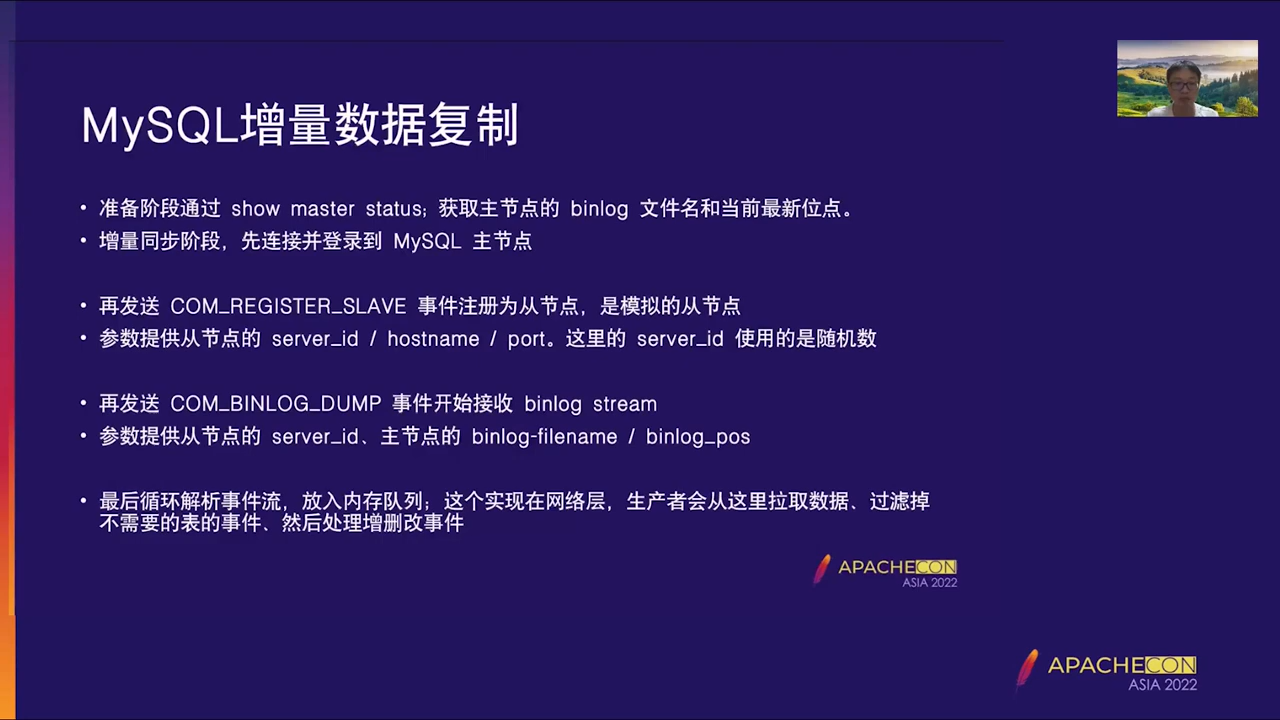 MySQL增量数据复制
• 准备阶段通过 show master status; 获取主节点的 binlog 文件名和当前最新位点。
• 增量同步阶段，先连接并登录到 MySQL 主节点
• 再发送 COM_REGISTER_SLAVE 事件注册为从节点，是模拟的从节点
• 参数提供从节点的 server_id / hostname / port。这里的 server_id 使用的是随机数
• 再发送 COM_BINLOG_DUMP 事件开始接收 binlog stream
• 参数提供从节点的 server_id、主节点的 binlog-filename / binlog_pos
• 最后循环解析事件流，放入内存队列；这个实现在网络层，生产者会从这里拉取数据、过滤掉
不需要的表的事件、然后处理增删改事件
APACHECON
ASIA 2022
APACHECON
ASIA 2022